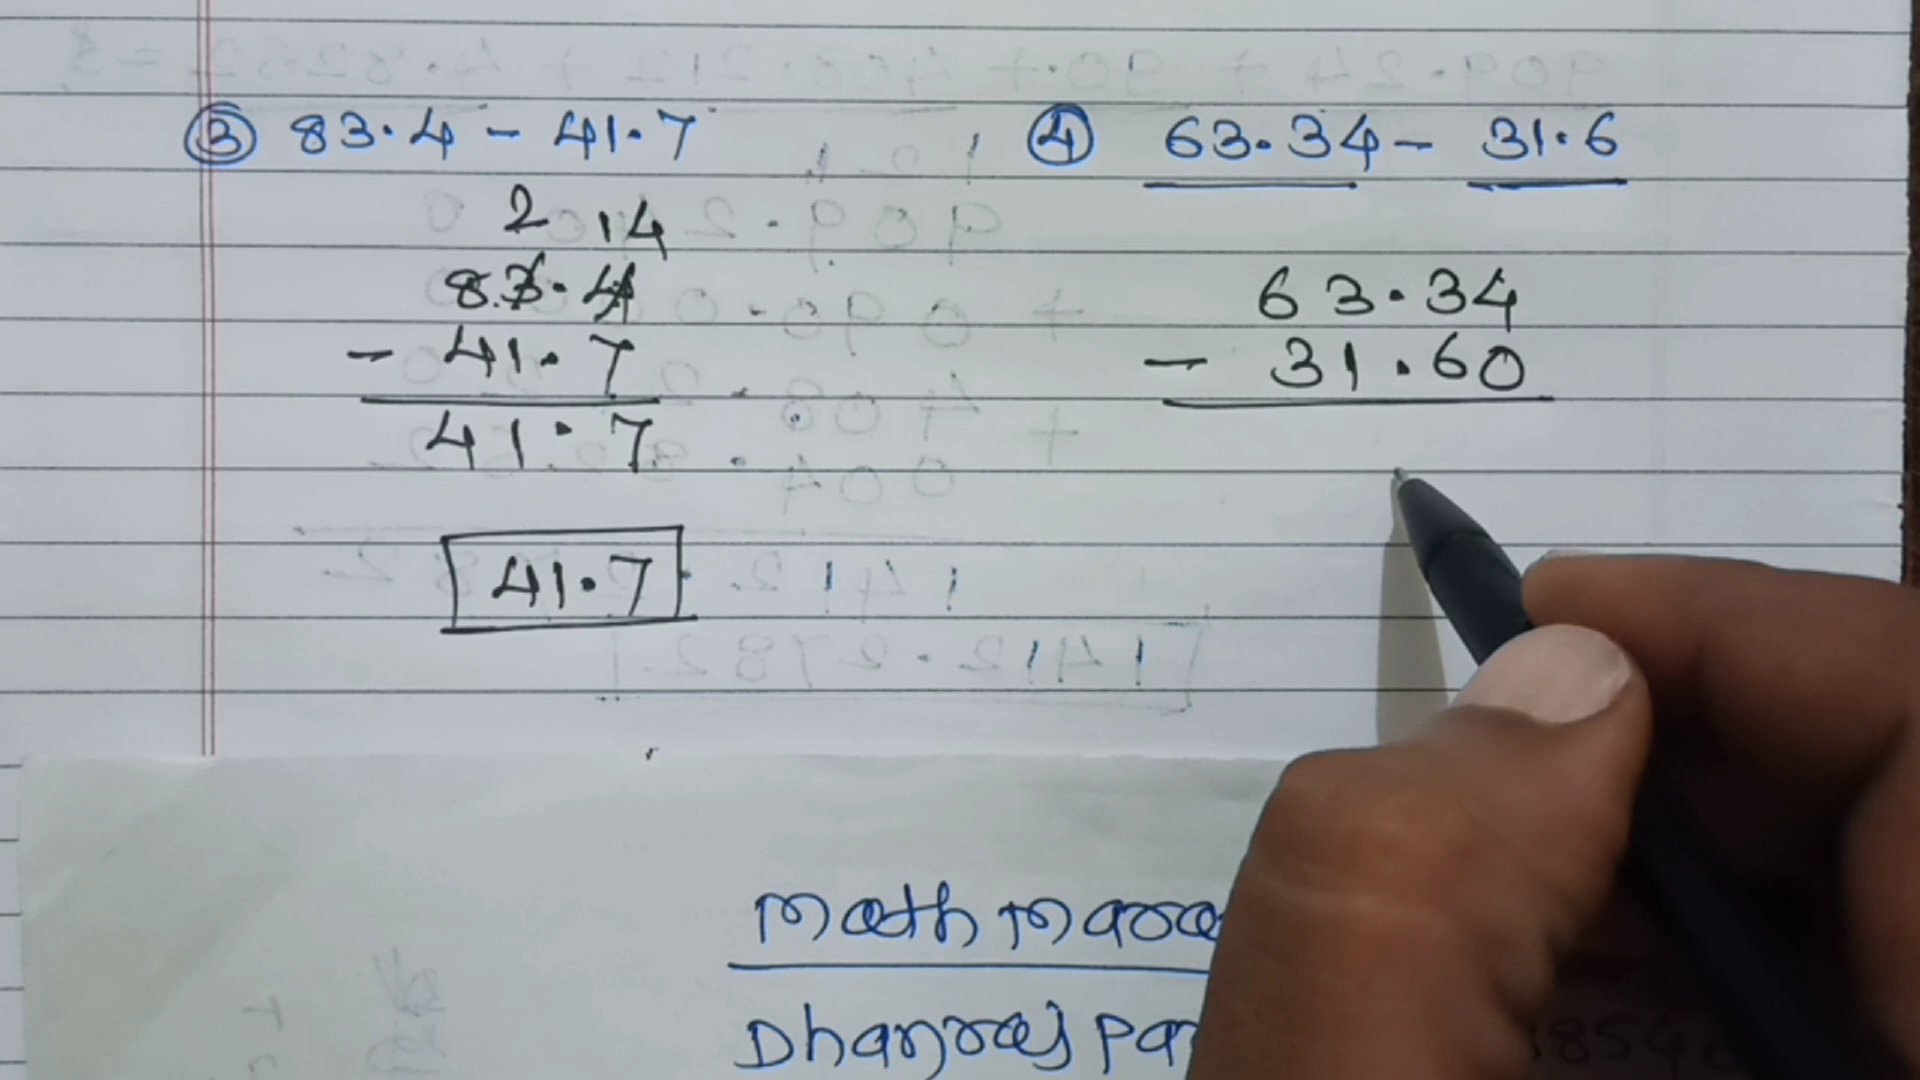 ③ 83.4 - 41.7
2 14
83.4
- 41.7
41.7
41.7
④ 63.34 - 31.6
63.34
- 31.60
Math
Dhanraj